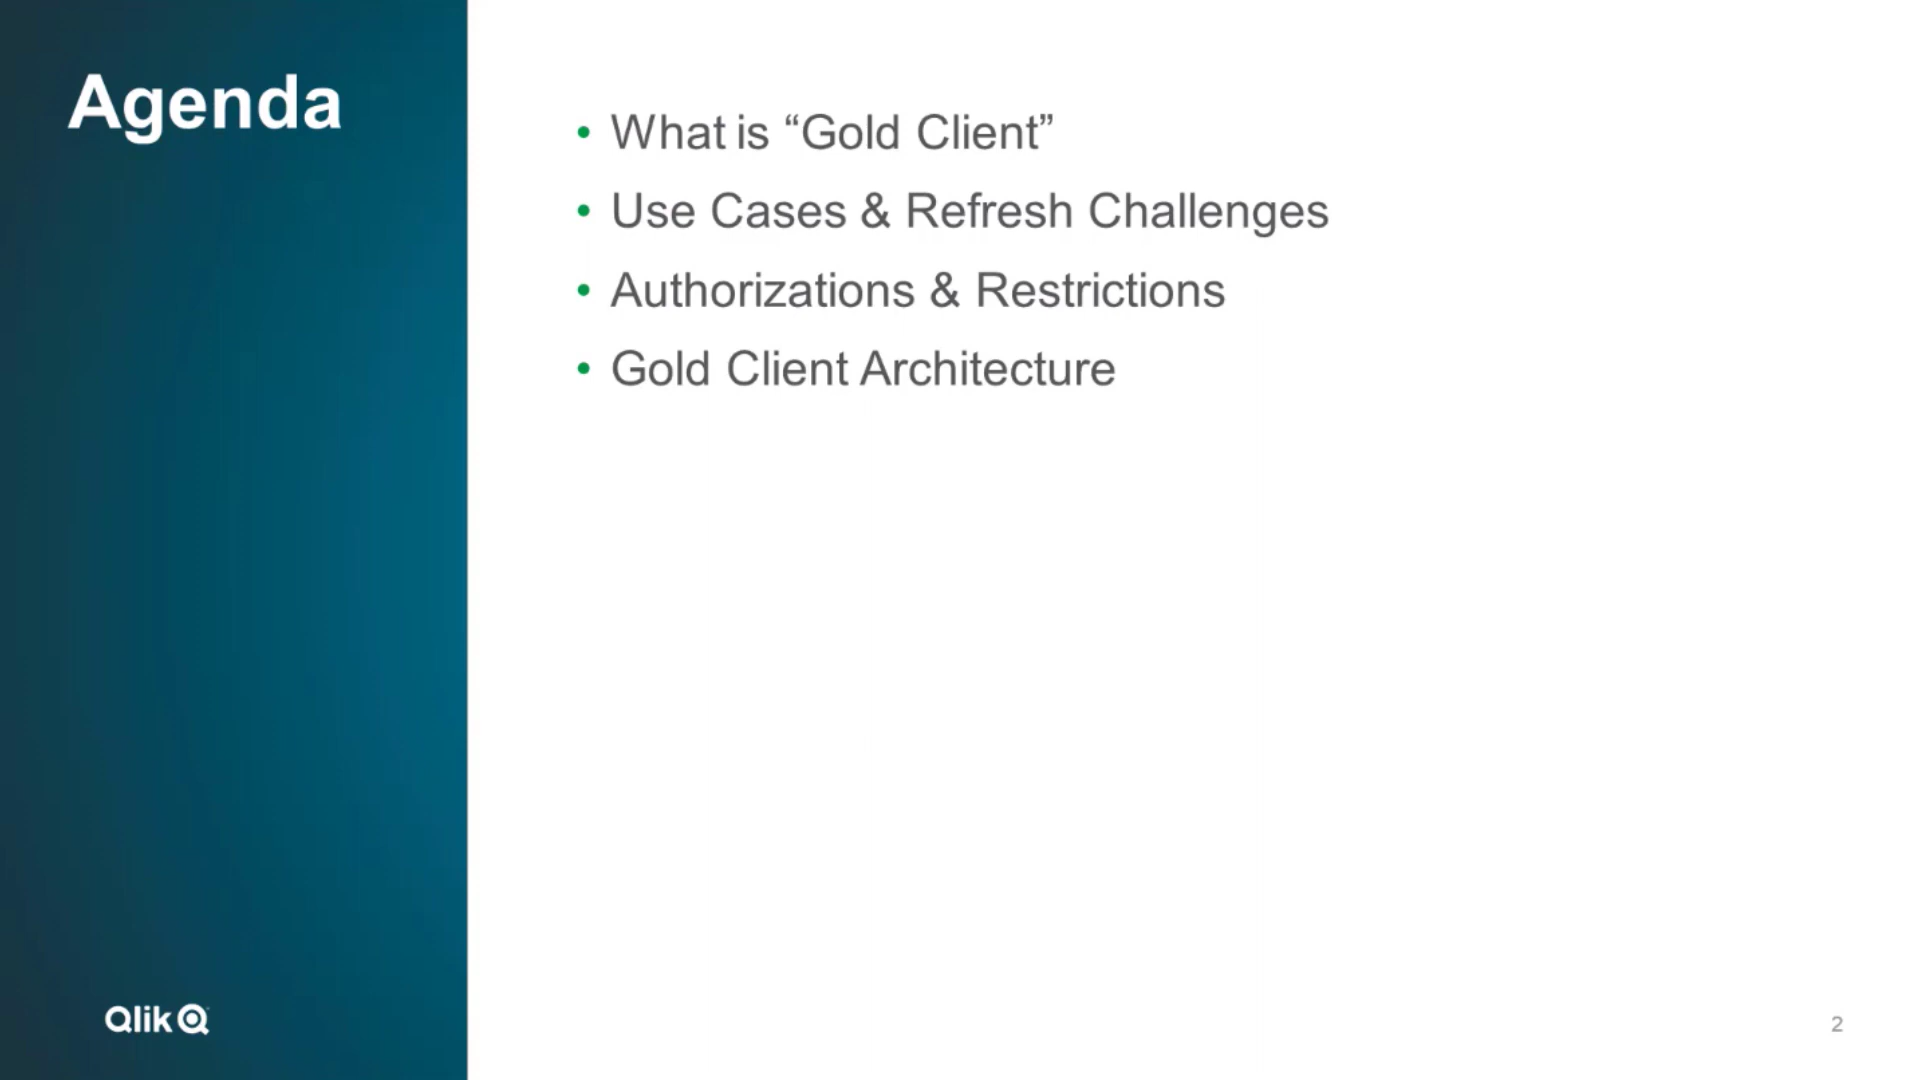 Agenda
• What is “Gold Client”
• Use Cases & Refresh Challenges
• Authorizations & Restrictions
• Gold Client Architecture
Qlik
2